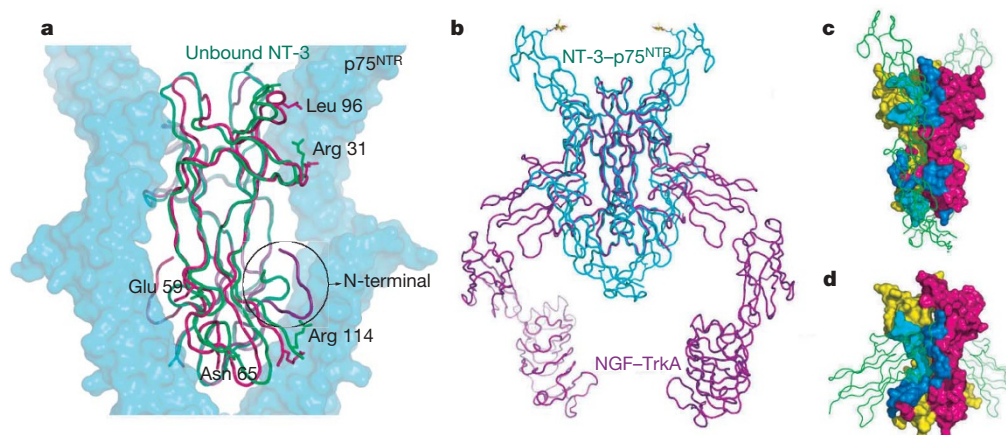 a
Unbound NT-3
p75NTR
Leu 96
Arg 31
Glu 59
N-terminal
Arg 114
Asn 65
b
NT-3–p75NTR
NGF–TrkA
c
d